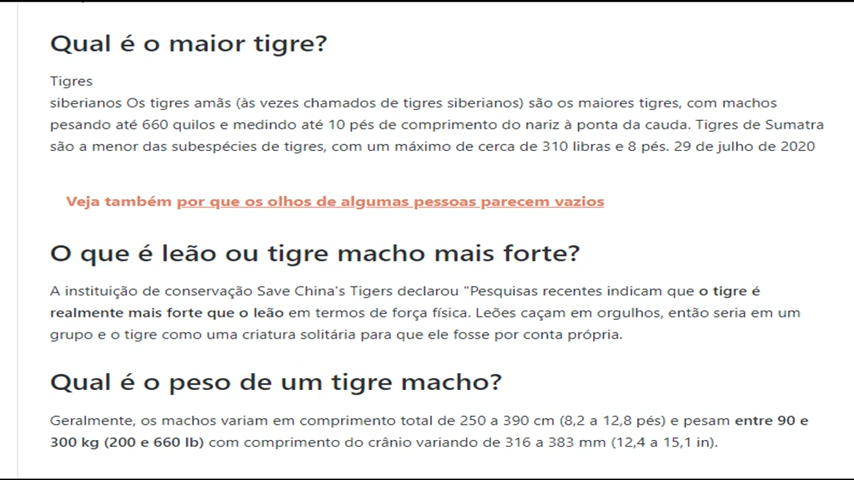 Qual é o maior tigre?
Tigres
siberianos Os tigres amãs (às vezes chamados de tigres siberianos) são os maiores tigres, com machos
pesando até 660 quilos e medindo até 10 pés de comprimento do nariz à ponta da cauda. Tigres de Sumatra
são a menor das subespécies de tigres, com um máximo de cerca de 310 libras e 8 pés. 29 de julho de 2020
Veja também por que os olhos de algumas pessoas parecem vazios
O que é leão ou tigre macho mais forte?
A instituição de conservação Save China's Tigers declarou "Pesquisas recentes indicam que o tigre é
realmente mais forte que o leão em termos de força física. Leões caçam em orgulhos, então seria em um
grupo e o tigre como uma criatura solitária para que ele fosse por conta própria.
Qual é o peso de um tigre macho?
Geralmente, os machos variam em comprimento total de 250 a 390 cm (8,2 a 12,8 pés) e pesam entre 90 e
300 kg (200 e 660 lb) com comprimento do crânio variando de 316 a 383 mm (12,4 a 15,1 in).